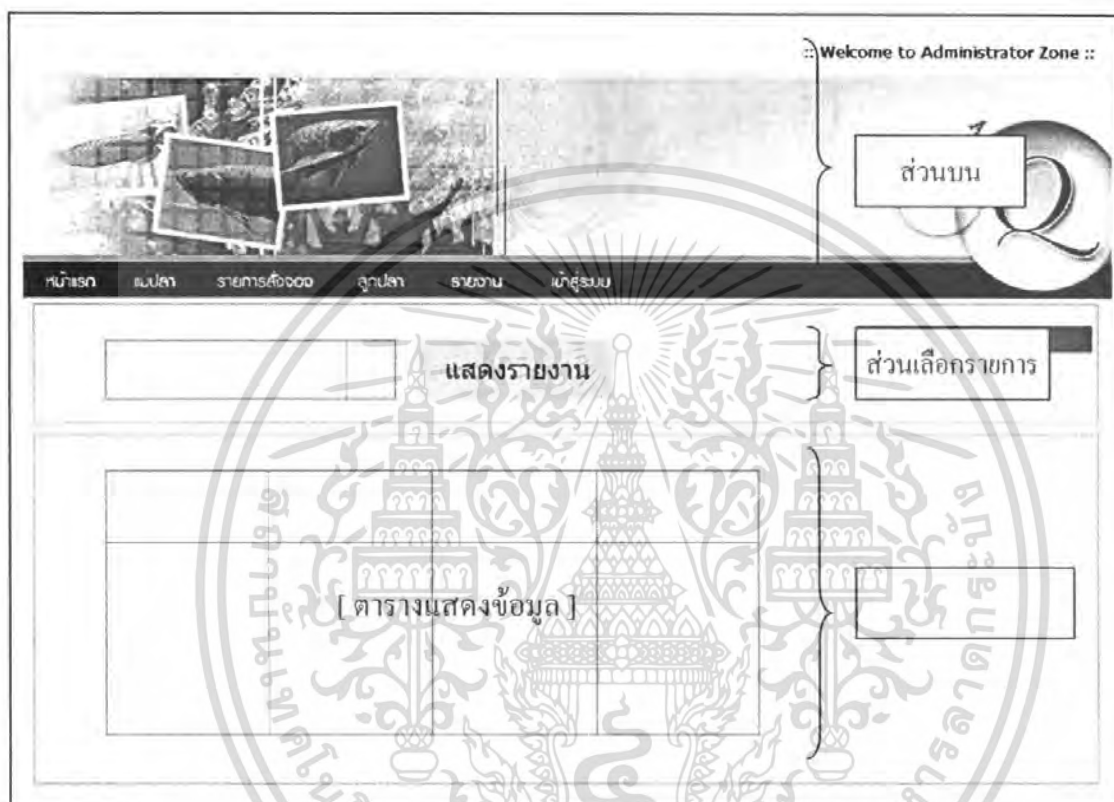 :: Welcome to Administrator Zone ::
ส่วนบน
หน้าแรก แม่ปลา รายการสั่งจอง ลูกปลา รายงาน เข้าสู่ระบบ
แสดงรายงาน
ส่วนเลือกรายการ
[ ตารางแสดงข้อมูล ]